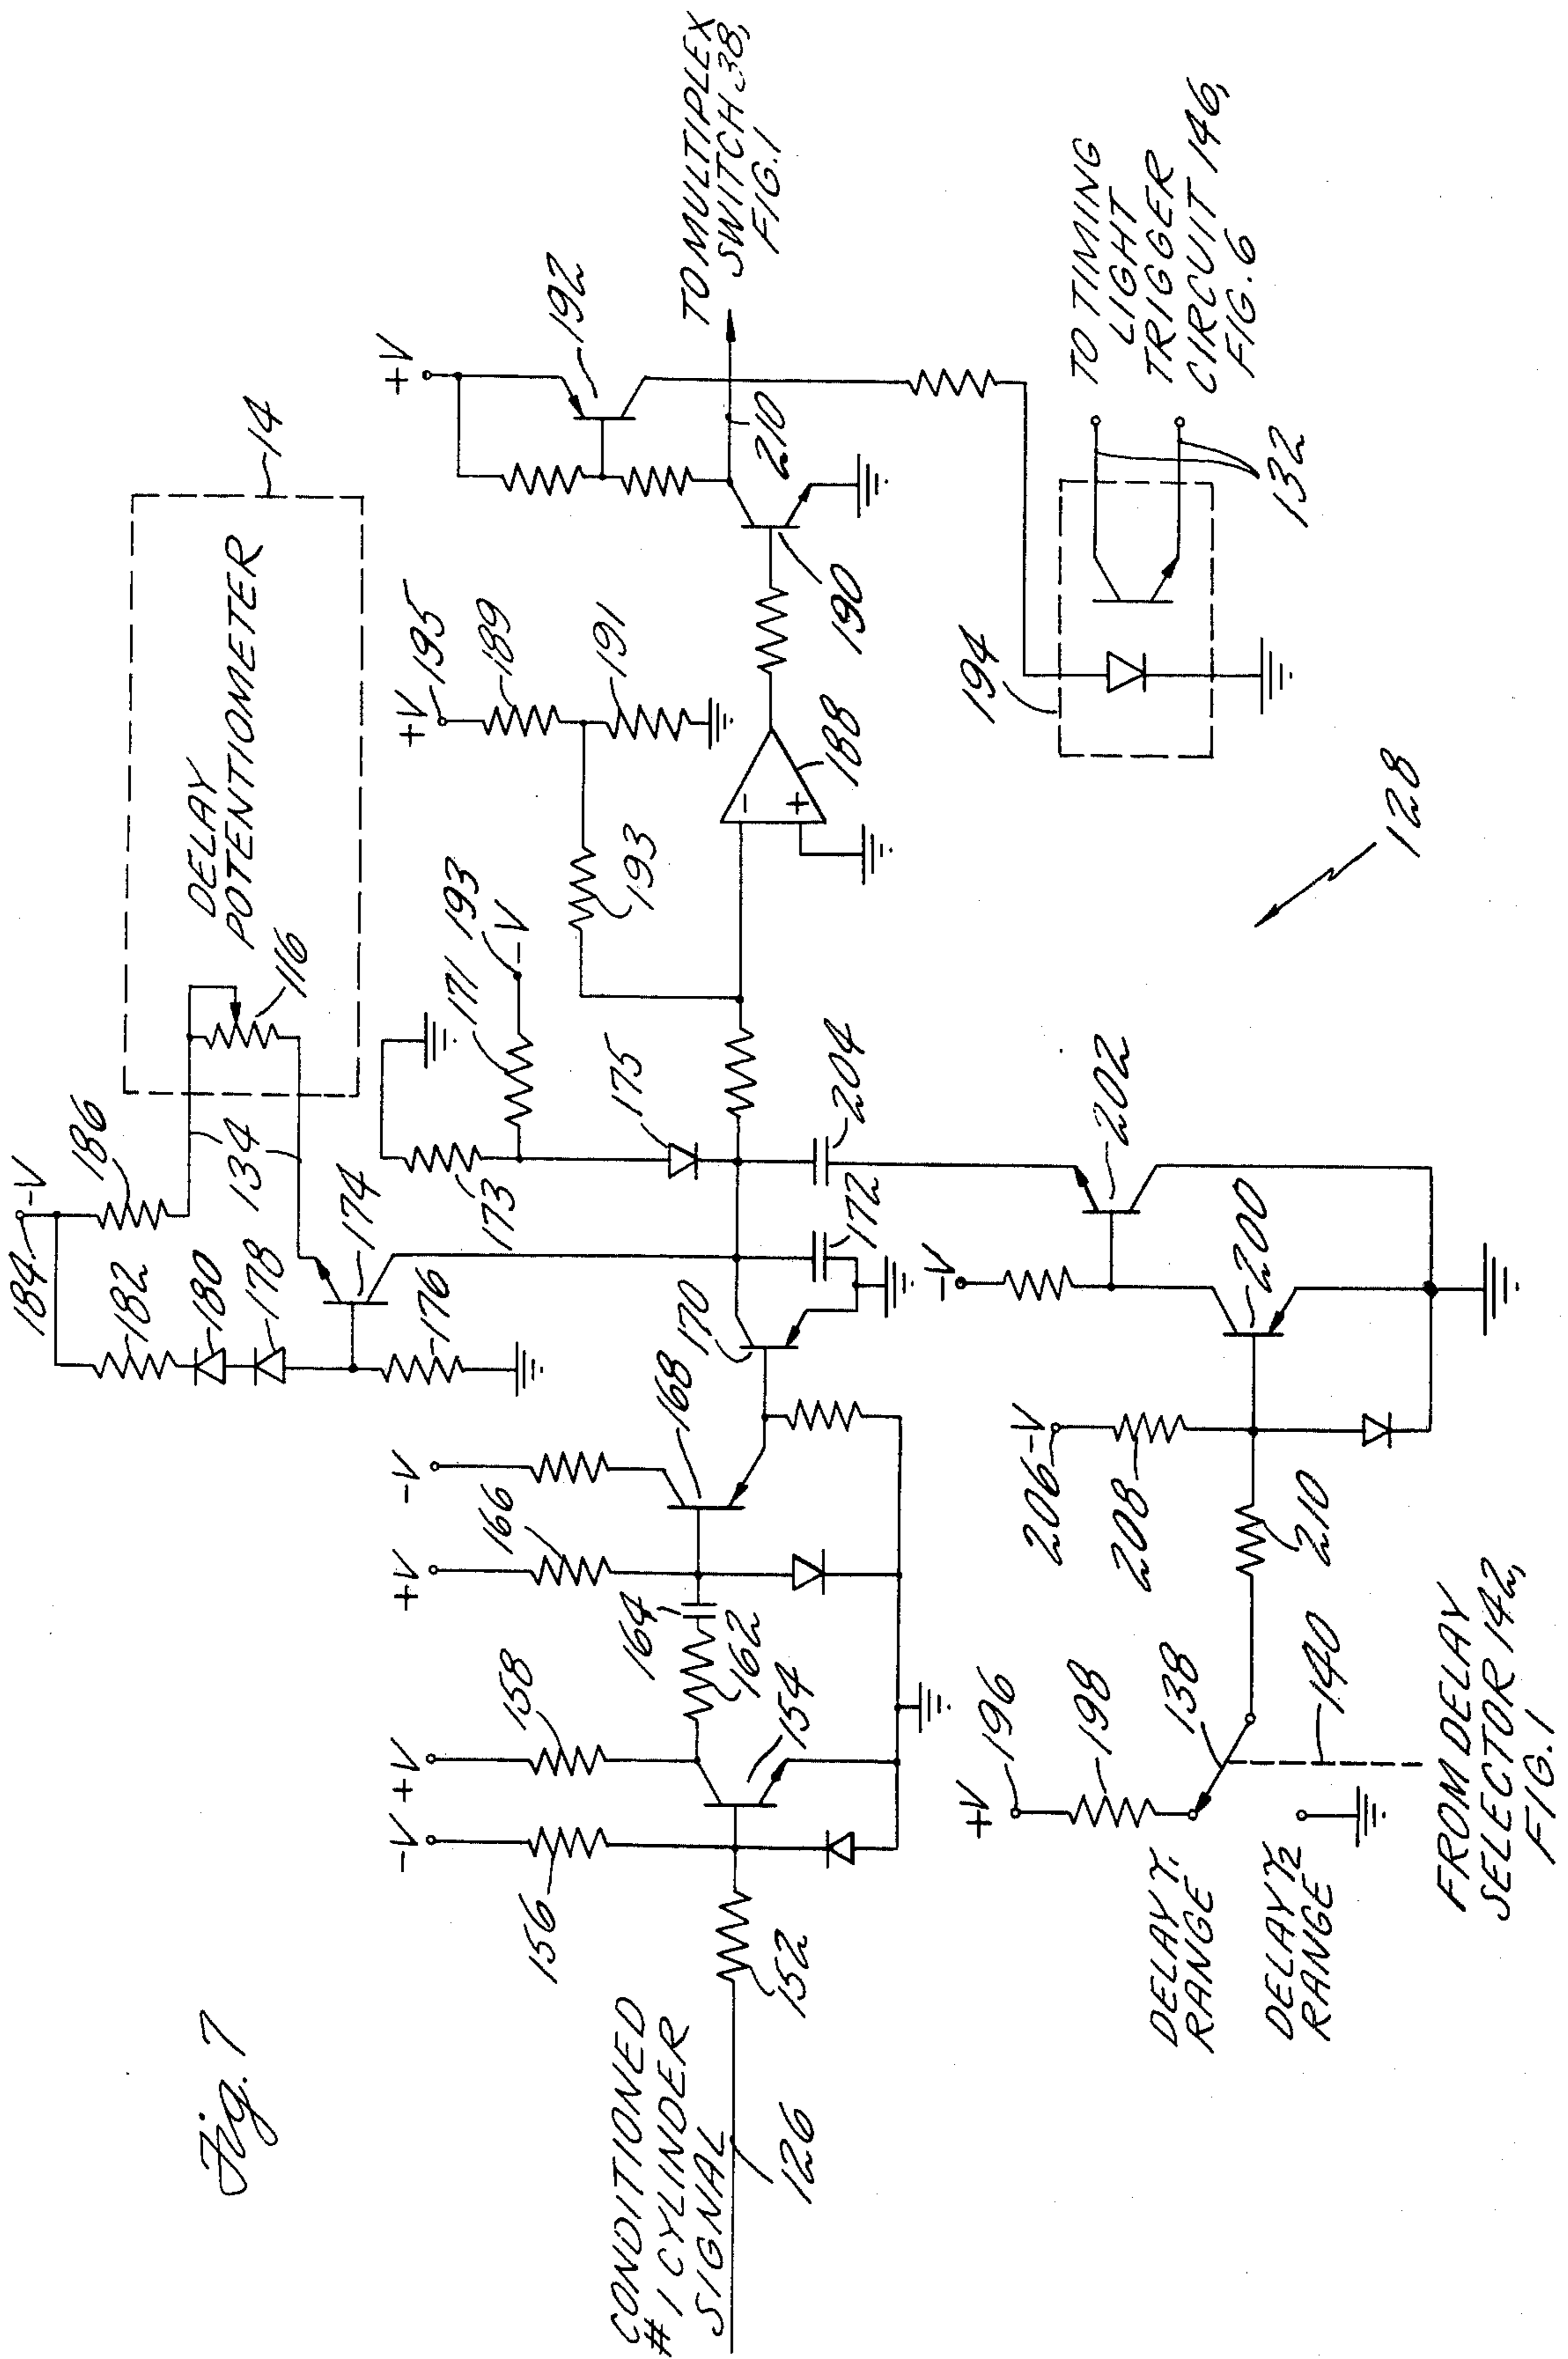 Fig. 7
CONDITIONED
#1 CYLINDER
SIGNAL
126
152
156
-V
158
+V
154
162
164
166
+V
-V
168
170
172
174
176
178
180
182
184
-V
186
134
116
DELAY
POTENTIOMETER
14
173
171
193
-V
175
204
193
+V
195
189
191
188
190
+V
192
210
TO MULTIPLEX
SWITCH 38,
FIG. 1
194
132
TO TIMING
LIGHT
TRIGGER
CIRCUIT 146,
FIG. 6
128
+V
196
198
138
140
DELAY T1
RANGE
DELAY T2
RANGE
FROM DELAY
SELECTOR 142,
FIG. 1
206
-V
208
210
-V
200
202